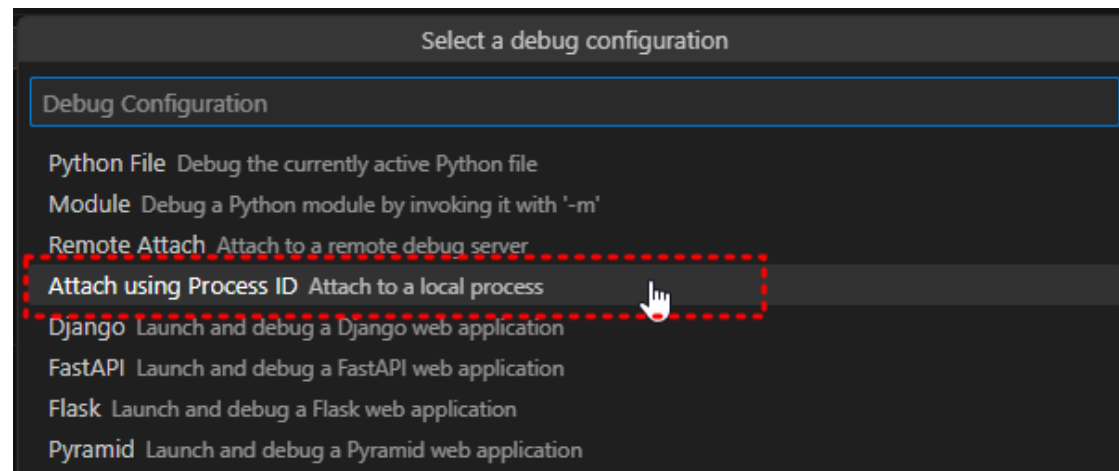 Select a debug configuration
Debug Configuration
Python File Debug the currently active Python file
Module Debug a Python module by invoking it with '-m'
Remote Attach Attach to a remote debug server
Attach using Process ID Attach to a local process
Django Launch and debug a Django web application
FastAPI Launch and debug a FastAPI web application
Flask Launch and debug a Flask web application
Pyramid Launch and debug a Pyramid web application